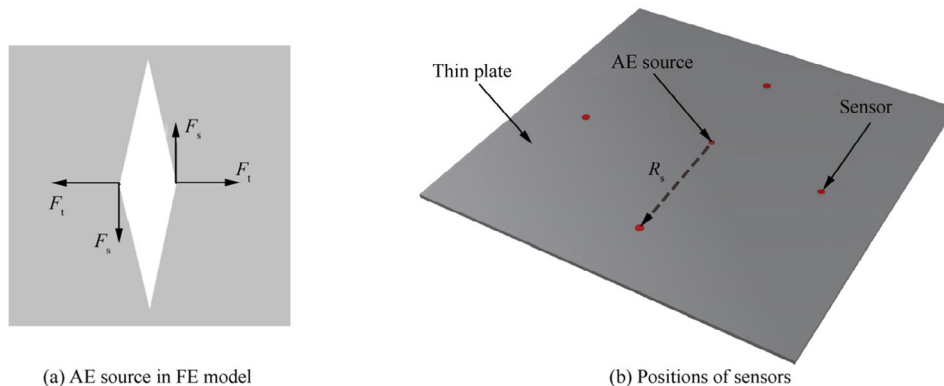 F_s
F_t
F_t
F_s
(a) AE source in FE model
Thin plate
AE source
Sensor
R_s
(b) Positions of sensors